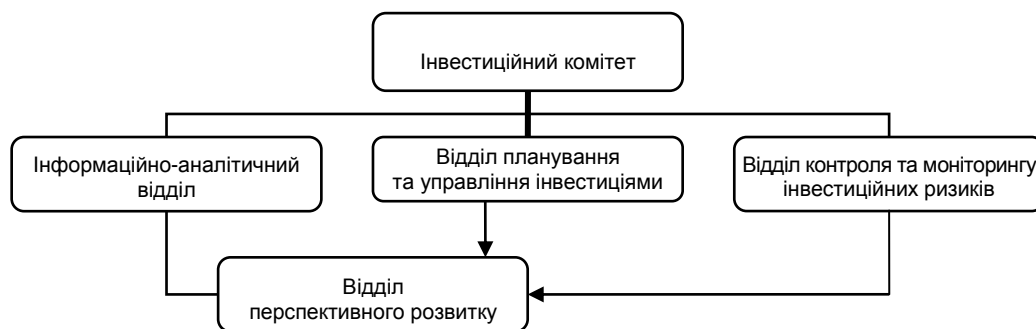 Інвестиційний комітет
Інформаційно-аналітичний
відділ
Відділ планування
та управління інвестиціями
Відділ контроля та моніторингу
інвестиційних ризиків
Відділ
перспективного розвитку